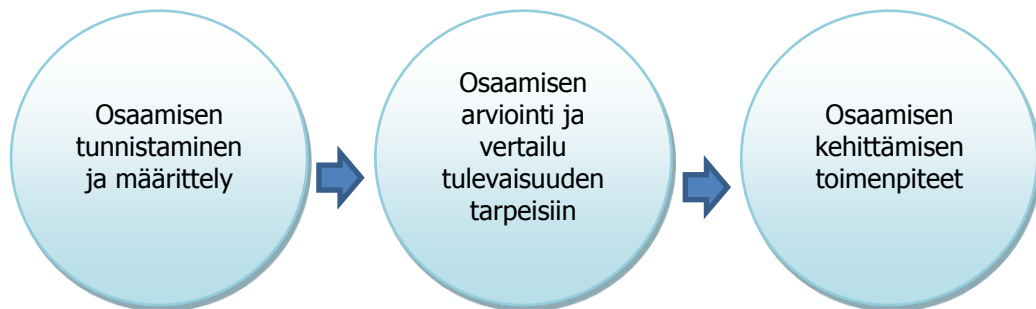 Osaamisen
tunnistaminen
ja määrittely
Osaamisen
arviointi ja
vertailu
tulevaisuuden
tarpeisiin
Osaamisen
kehittämisen
toimenpiteet